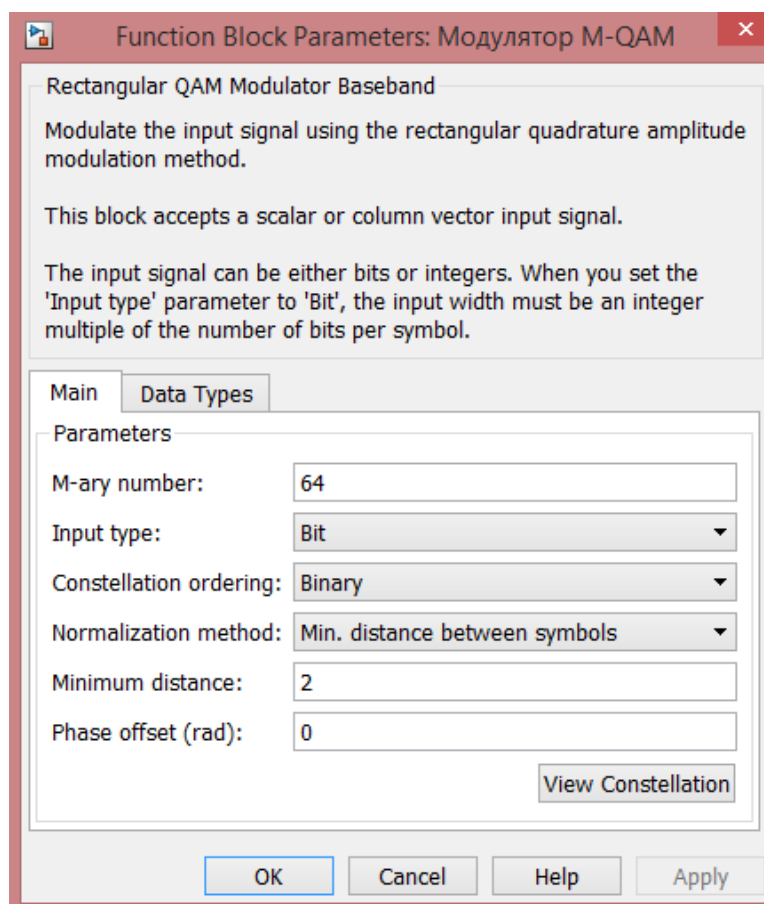 Function Block Parameters: Модулятор M-QAM
Rectangular QAM Modulator Baseband
Modulate the input signal using the rectangular quadrature amplitude
modulation method.
This block accepts a scalar or column vector input signal.
The input signal can be either bits or integers. When you set the
'Input type' parameter to 'Bit', the input width must be an integer
multiple of the number of bits per symbol.
Main Data Types
Parameters
M-ary number: 64
Input type: Bit
Constellation ordering: Binary
Normalization method: Min. distance between symbols
Minimum distance: 2
Phase offset (rad): 0
View Constellation
OK Cancel Help Apply